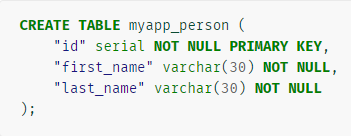 CREATE TABLE myapp_person (
    "id" serial NOT NULL PRIMARY KEY,
    "first_name" varchar(30) NOT NULL,
    "last_name" varchar(30) NOT NULL
);